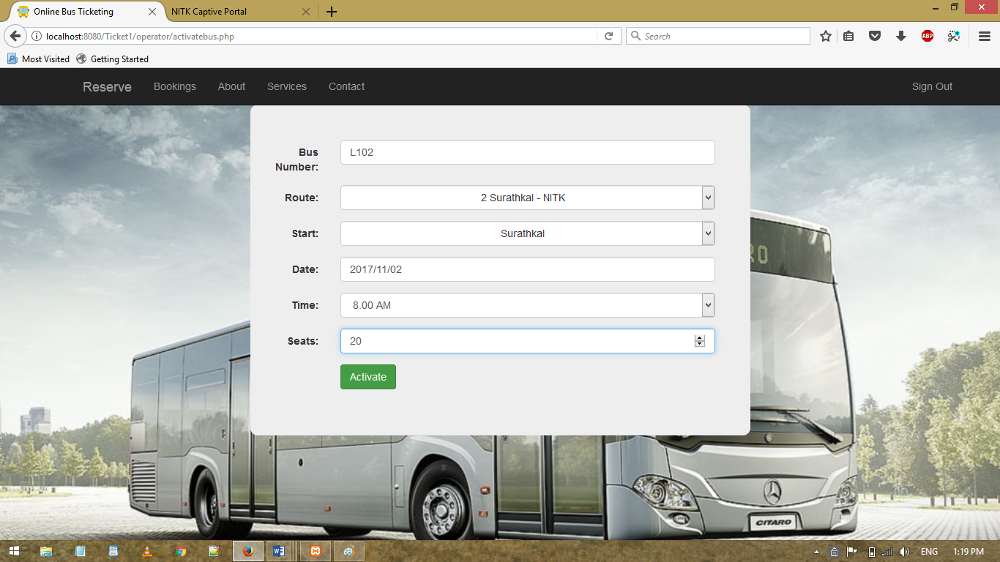 Online Bus Ticketing
NITK Captive Portal
localhost:8080/Ticket1/operator/activatebus.php
Search
ABP
Most Visited
Getting Started
Reserve
Bookings
About
Services
Contact
Sign Out
Bus Number:
L102
Route:
2 Surathkal - NITK
Start:
Surathkal
Date:
2017/11/02
Time:
8.00 AM
Seats:
20
Activate
CITARO
ENG
1:19 PM